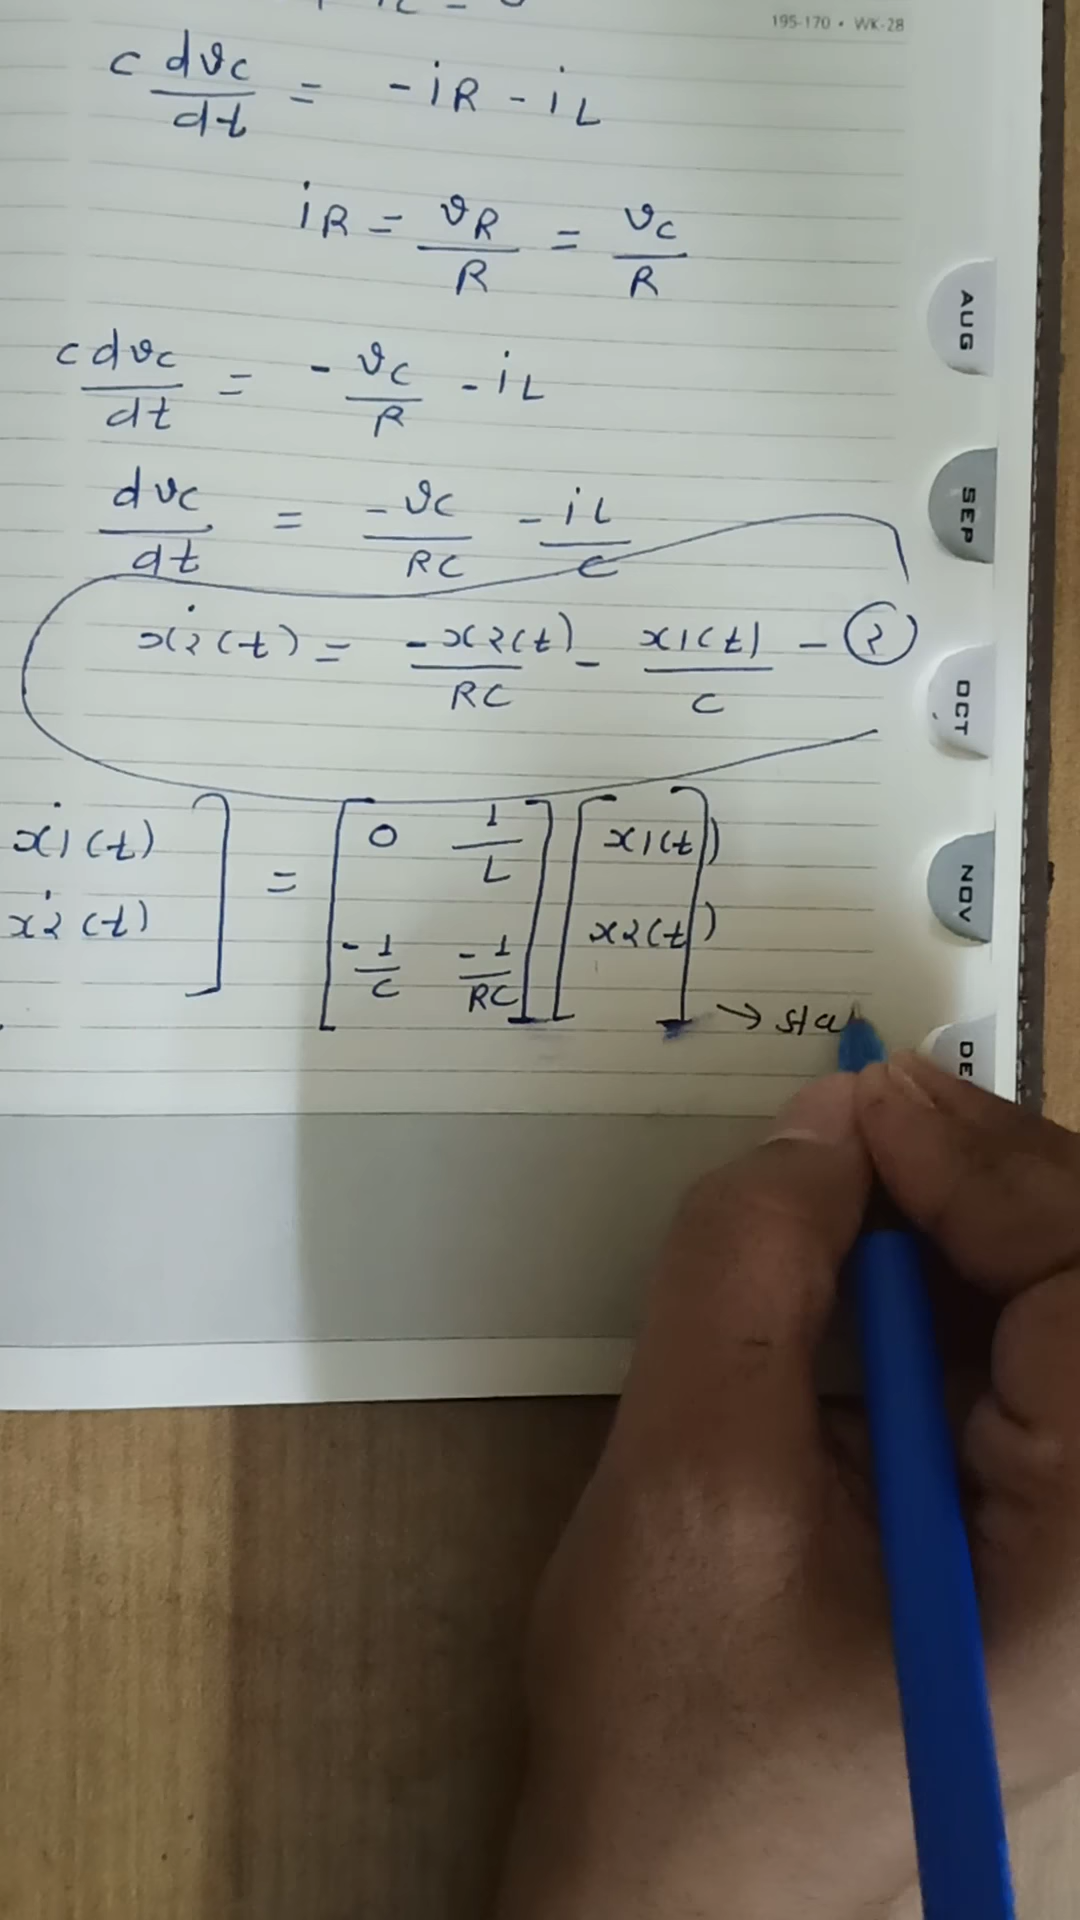 195-170 • WK-28
c dvc/dt = -iR - iL
iR = vR/R = vc/R
c dvc/dt = -vc/R - iL
dvc/dt = -vc/RC - iL/C
ẋ2(t) = -x2(t)/RC - x1(t)/C - ②
ẋ1(t)] = [0 1/L] [x1(t)]
ẋ2(t)] [-1/C -1/RC] [x2(t)]
→ sta
AUG
SEP
OCT
NOV
DE